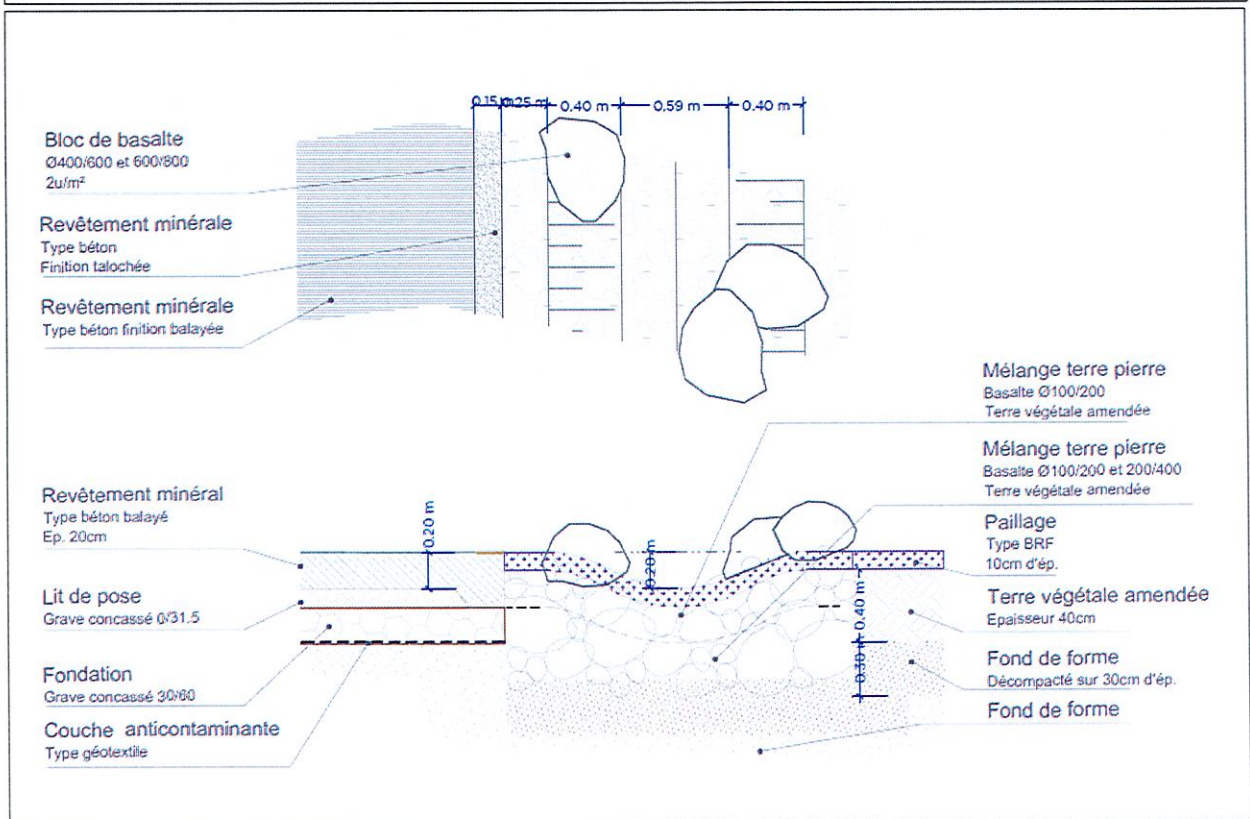 0.15 m
0.25 m
0.40 m
0.59 m
0.40 m
Bloc de basalte
Ø400/600 et 600/800
2u/m²
Revêtement minérale
Type béton
Finition talochée
Revêtement minérale
Type béton finition balayée
Mélange terre pierre
Basalte Ø100/200
Terre végétale amendée
Mélange terre pierre
Basalte Ø100/200 et 200/400
Terre végétale amendée
Revêtement minéral
Type béton balayé
Ep. 20cm
0.20 m
0.20 m
Paillage
Type BRF
10cm d'ép.
Lit de pose
Grave concassé 0/31.5
0.40 m
Terre végétale amendée
Epaisseur 40cm
Fondation
Grave concassé 30/60
0.30 m
Fond de forme
Décompacté sur 30cm d'ép.
Fond de forme
Couche anticontaminante
Type géotextile